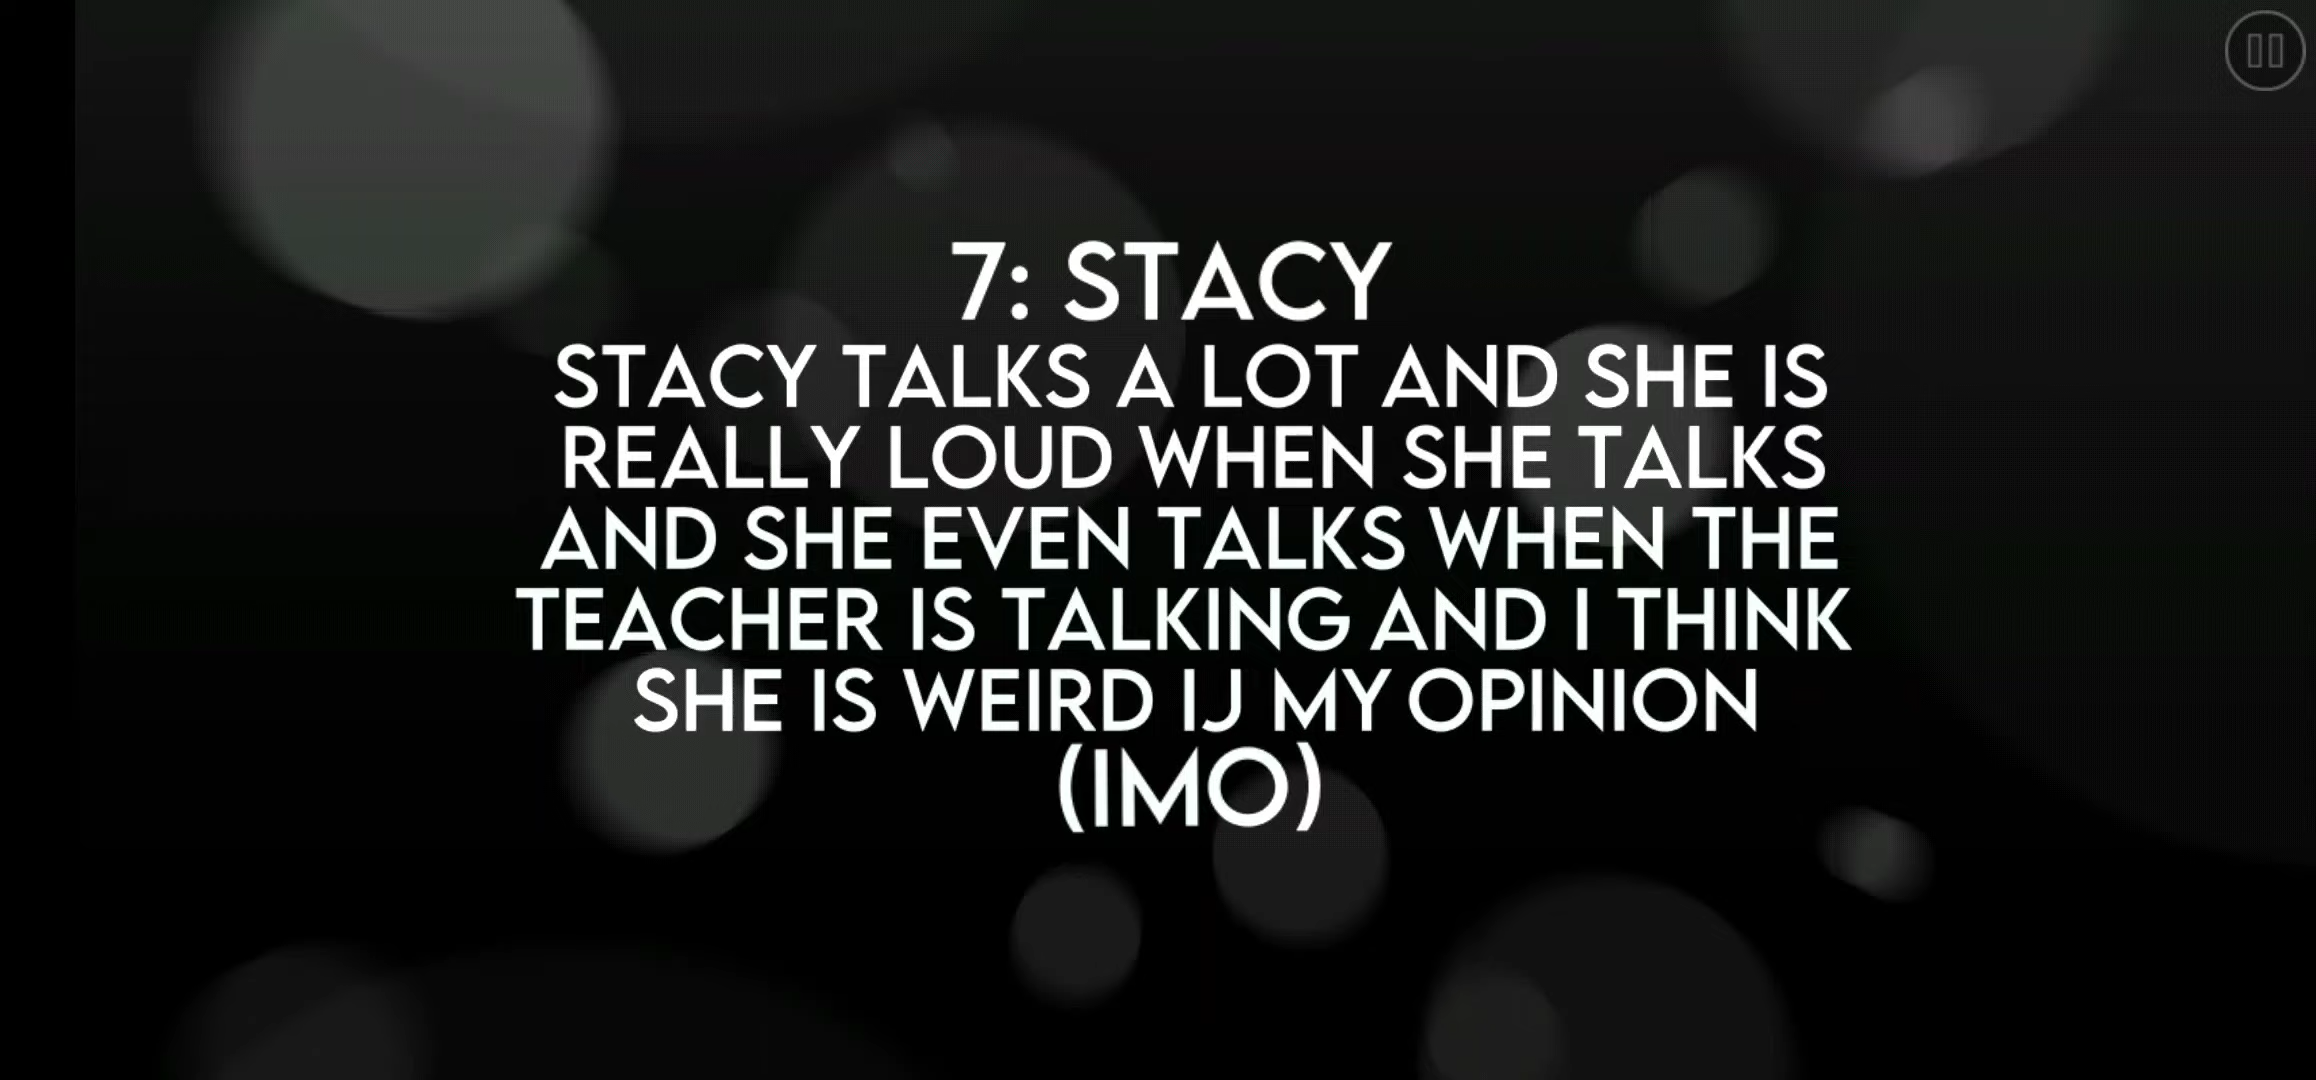 7: STACY
STACY TALKS A LOT AND SHE IS
REALLY LOUD WHEN SHE TALKS
AND SHE EVEN TALKS WHEN THE
TEACHER IS TALKING AND I THINK
SHE IS WEIRD IJ MY OPINION
(IMO)